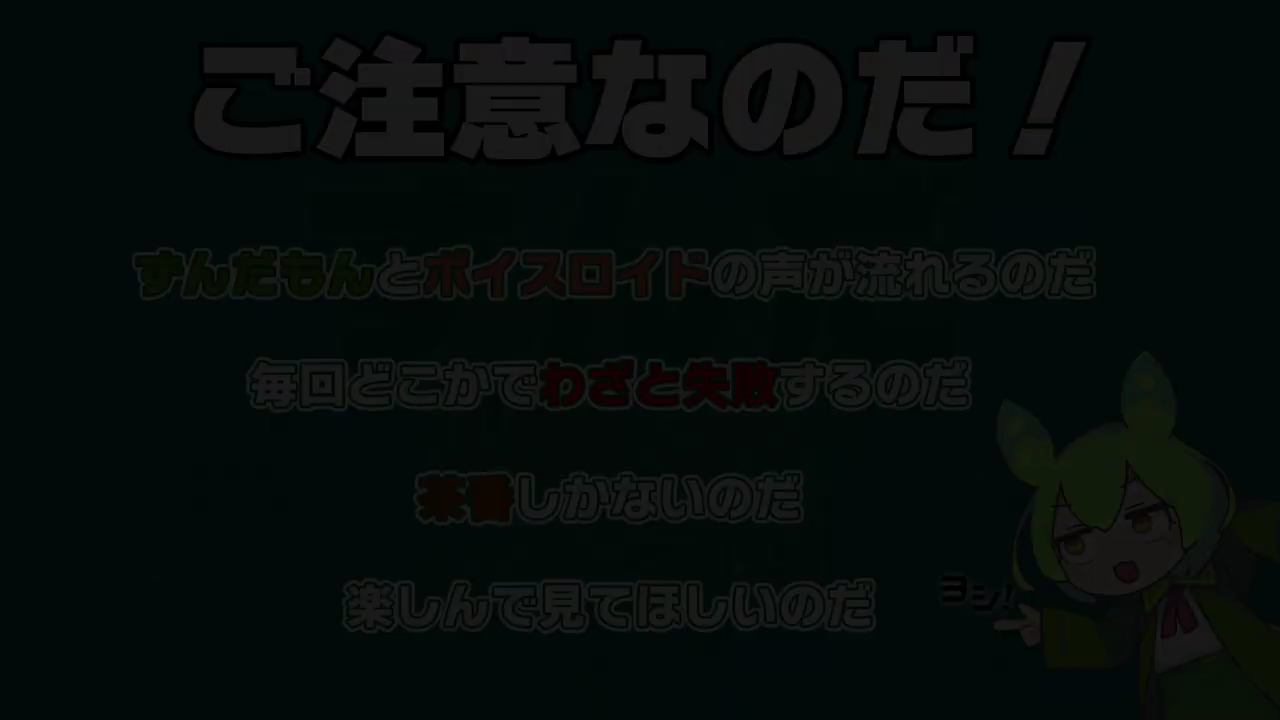 ご注意なのだ！
ずんだもんとボイスロイドの声が流れるのだ
毎回どこかでわざと失敗するのだ
茶番しかないのだ
楽しんで見てほしいのだ
ヨシ！